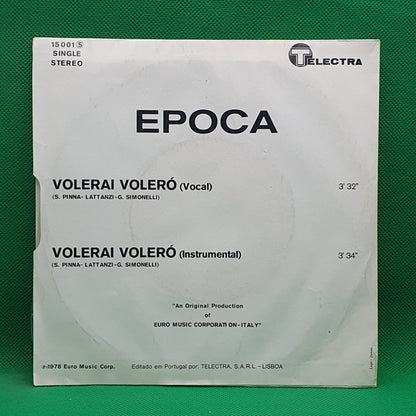 15 001 S
SINGLE
STEREO
TELECTRA
EPOCA
VOLERAI VOLERÓ (Vocal) 3' 32"
(S. PINNA- LATTANZI-G. SIMONELLI)
VOLERAI VOLERÓ (Instrumental) 3' 34"
(S. PINNA- LATTANZI-G. SIMONELLI)
"An Original Production
of
EURO MUSIC CORPORATION-ITALY"
℗-1978 Euro Music Corp. Editado em Portugal por: TELECTRA, S.A.R.L. -LISBOA